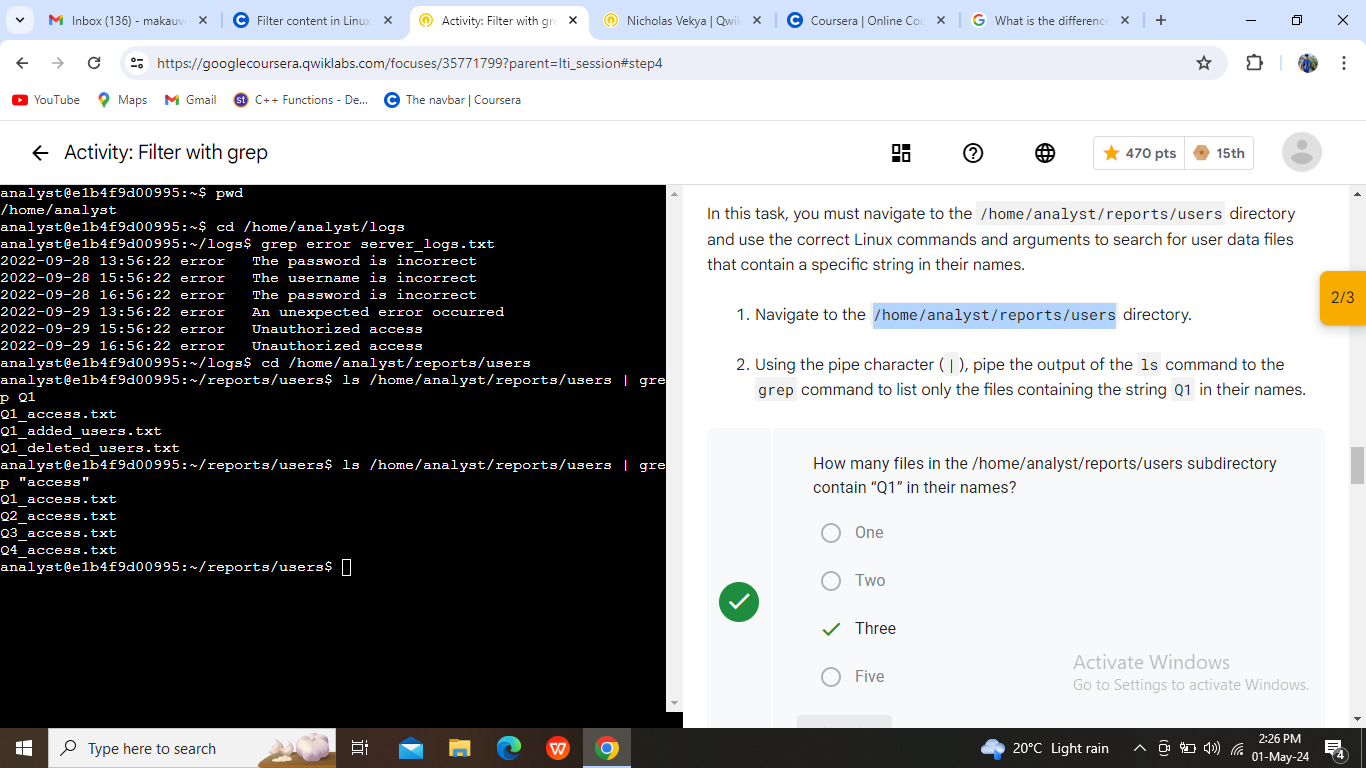 Inbox (136) - makauv
Filter content in Linu
Activity: Filter with gre
Nicholas Vekya | Qwi
Coursera | Online Cou
What is the difference
https://googlecoursera.qwiklabs.com/focuses/35771799?parent=lti_session#step4
YouTube
Maps
Gmail
st
C++ Functions - De...
The navbar | Coursera
Activity: Filter with grep
470 pts
15th
analyst@e1b4f9d00995:~$ pwd
/home/analyst
analyst@e1b4f9d00995:~$ cd /home/analyst/logs
analyst@e1b4f9d00995:~/logs$ grep error server_logs.txt
2022-09-28 13:56:22 error   The password is incorrect
2022-09-28 15:56:22 error   The username is incorrect
2022-09-28 16:56:22 error   The password is incorrect
2022-09-29 13:56:22 error   An unexpected error occurred
2022-09-29 15:56:22 error   Unauthorized access
2022-09-29 16:56:22 error   Unauthorized access
analyst@e1b4f9d00995:~/logs$ cd /home/analyst/reports/users
analyst@e1b4f9d00995:~/reports/users$ ls /home/analyst/reports/users | gre
p Q1
Q1_access.txt
Q1_added_users.txt
Q1_deleted_users.txt
analyst@e1b4f9d00995:~/reports/users$ ls /home/analyst/reports/users | gre
p "access"
Q1_access.txt
Q2_access.txt
Q3_access.txt
Q4_access.txt
analyst@e1b4f9d00995:~/reports/users$
In this task, you must navigate to the /home/analyst/reports/users directory
and use the correct Linux commands and arguments to search for user data files
that contain a specific string in their names.
1. Navigate to the /home/analyst/reports/users directory.
2. Using the pipe character (|), pipe the output of the ls command to the
grep command to list only the files containing the string Q1 in their names.
2/3
How many files in the /home/analyst/reports/users subdirectory
contain “Q1” in their names?
One
Two
Three
Five
Activate Windows
Go to Settings to activate Windows.
Type here to search
20°C Light rain
2:26 PM
01-May-24
4